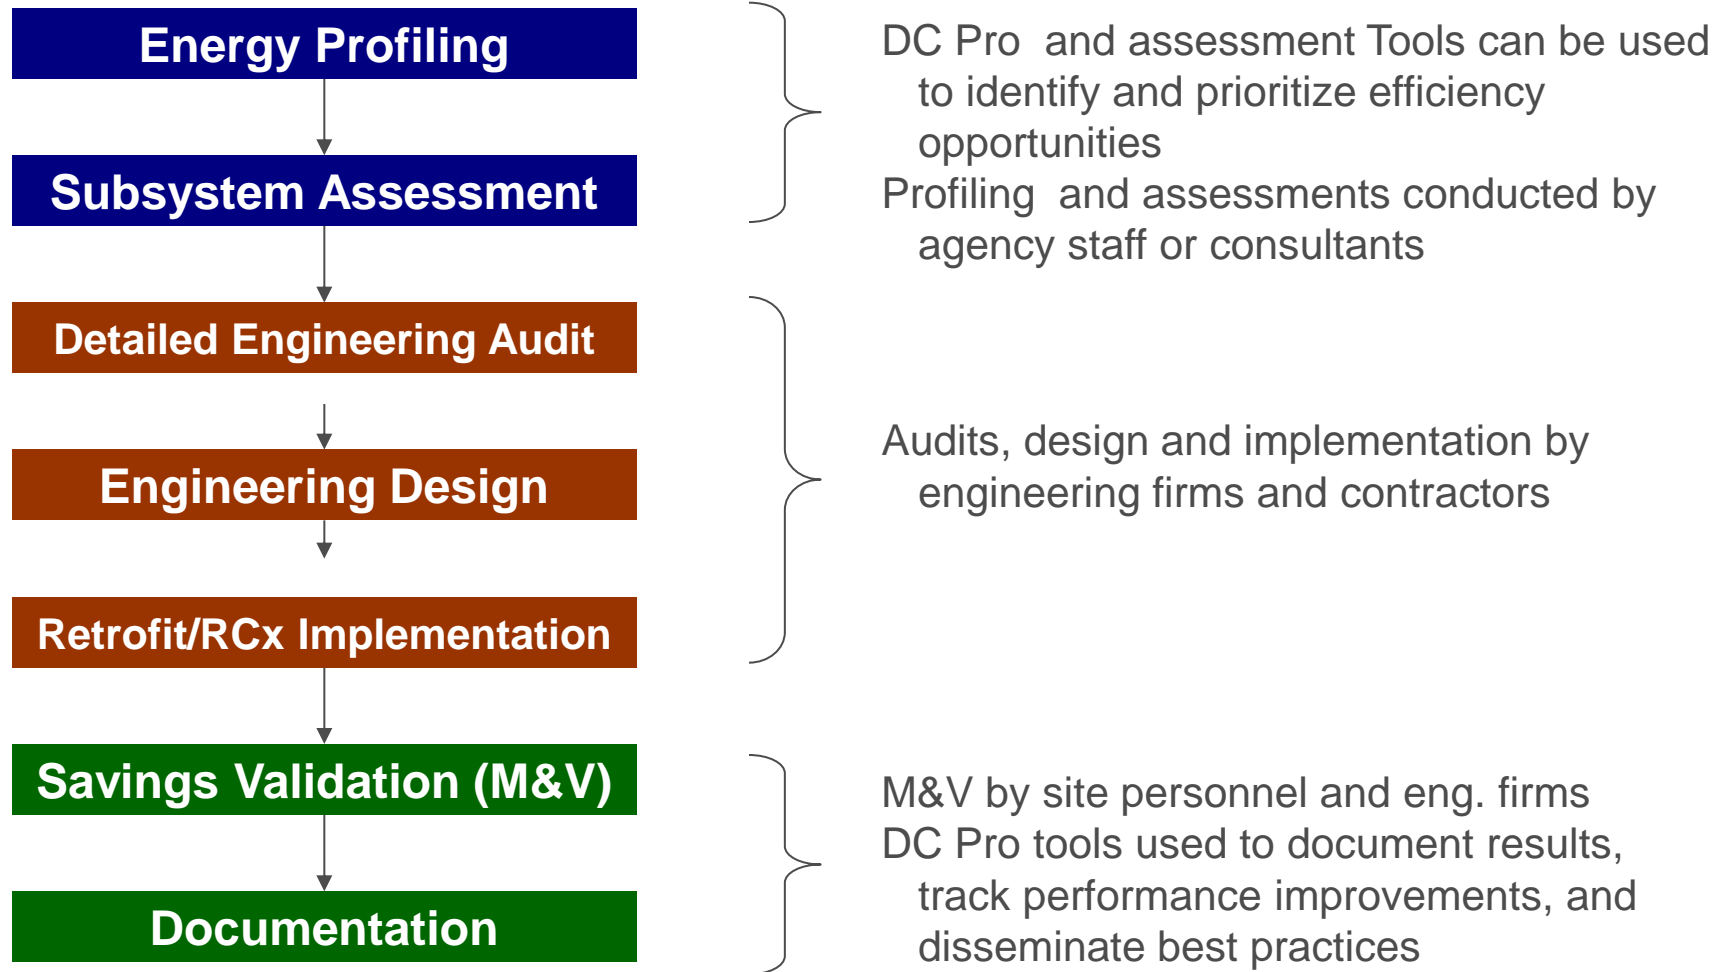 Energy Profiling
Subsystem Assessment
Detailed Engineering Audit
Engineering Design
Retrofit/RCx Implementation
Savings Validation (M&V)
Documentation
DC Pro and assessment Tools can be used
to identify and prioritize efficiency
opportunities
Profiling and assessments conducted by
agency staff or consultants
Audits, design and implementation by
engineering firms and contractors
M&V by site personnel and eng. firms
DC Pro tools used to document results,
track performance improvements, and
disseminate best practices